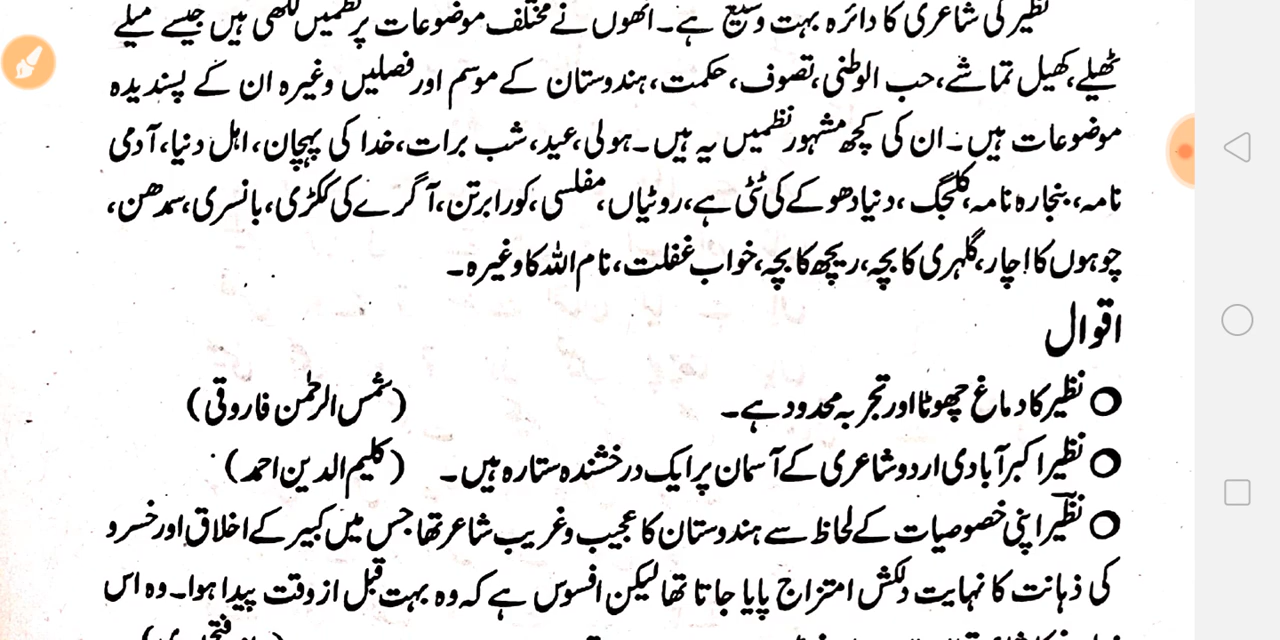 نظیر کی شاعری کا دائرہ بہت وسیع ہے۔ انھوں نے مختلف موضوعات پر نظمیں لکھی ہیں جیسے میلے
ٹھیلے، کھیل تماشے، حب الوطنی، تصوف، حکمت، ہندوستان کے موسم اور فصلیں وغیرہ ان کے پسندیدہ
موضوعات ہیں۔ ان کی کچھ مشہور نظمیں یہ ہیں۔ ہولی، عید، شب برات، خدا کی پہچان، اہل دنیا، آدمی
نامہ، بنجارہ نامہ، کلجگ، دنیا دھوکے کی ٹٹی ہے، روٹیاں، مفلسی، کورا برتن، آگرے کی ککڑی، بانسری، سمدھن،
چوہوں کا اچار، گلہری کا بچہ، ریچھ کا بچہ، خواب غفلت، نام اللہ کا وغیرہ۔
اقوال
نظیر کا دماغ چھوٹا اور تجربہ محدود ہے۔ (شمس الرحمٰن فاروقی)
نظیر اکبر آبادی اردو شاعری کے آسمان پر ایک درخشندہ ستارہ ہیں۔ (کلیم الدین احمد)
نظیرؔ اپنی خصوصیات کے لحاظ سے ہندوستان کا عجیب و غریب شاعر تھا جس میں کبیر کے اخلاق اور خسرو
کی ذہانت کا نہایت دلکش امتزاج پایا جاتا تھا لیکن افسوس ہے کہ وہ بہت قبل از وقت پیدا ہوا۔ وہ اس